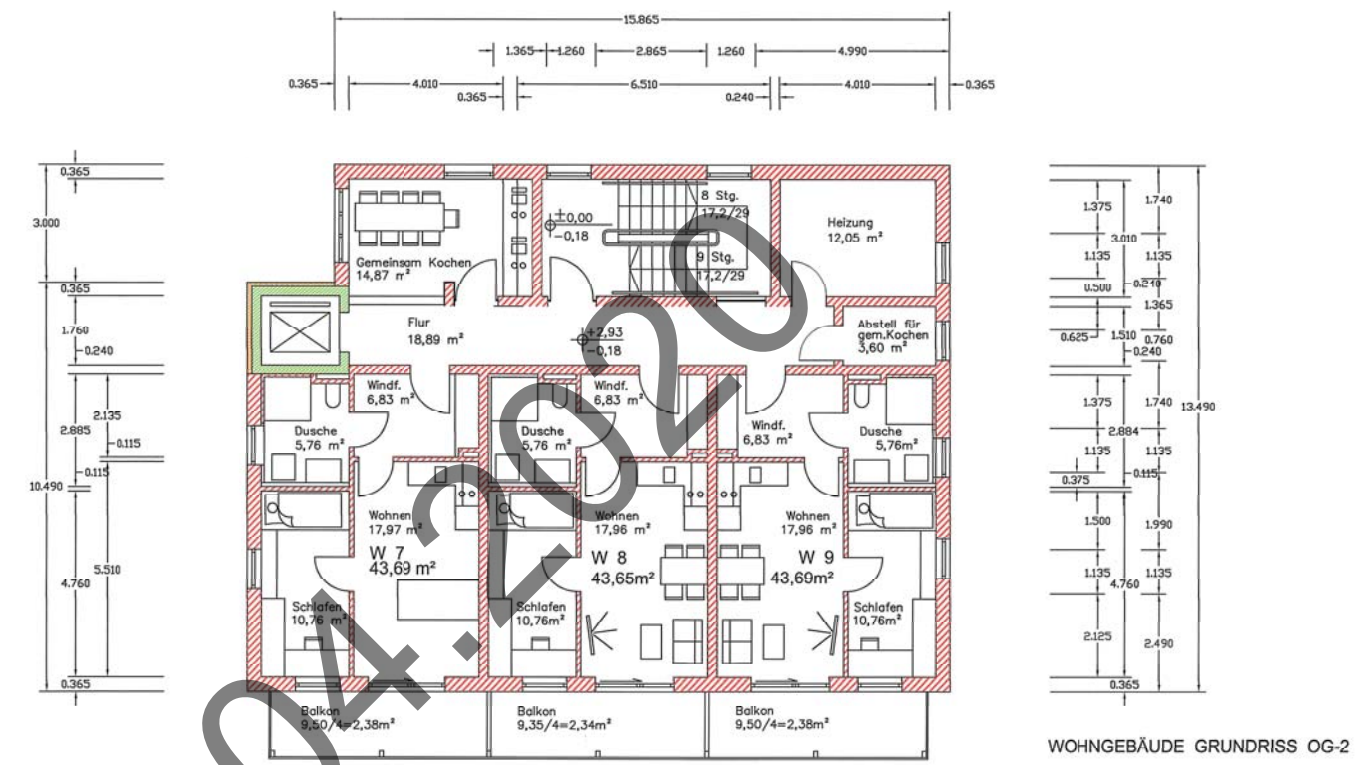 15.865
1.365 1.260 2.865 1.260 4.990
0.365 4.010 6.510 4.010 0.365
0.365 0.240
0.365
3.000
0.365
1.760
0.240
2.135
2.885
0.115
0.115
10.490
4.760
5.510
0.365
Gemeinsam Kochen
14,87 m²
±0,00
-0,18
8 Stg.
17,2/29
9 Stg.
17,2/29
Heizung
12,05 m²
Flur
18,89 m²
+2,93
-0,18
Abstell für
gem.Kochen
3,60 m²
Windf.
6,83 m²
Dusche
5,76 m²
Wohnen
17,97 m²
W 7
43,69 m²
Schlafen
10,76 m²
Balkon
9,50/4=2,38m²
Windf.
6,83 m²
Dusche
5,76 m²
Wohnen
17,96 m²
W 8
43,65m²
Schlafen
10,76m²
Balkon
9,35/4=2,34m²
Windf.
6,83 m²
Dusche
5,76m²
Wohnen
17,96 m²
W 9
43,69m²
Schlafen
10,76m²
Balkon
9,50/4=2,38m²
1.375
1.740
3.010
1.135
1.135
0.500
0.240
1.365
0.625
1.510
0.760
0.240
1.375
1.740
2.884
13.490
1.135
1.135
0.115
0.375
1.500
1.990
1.135
1.135
4.760
2.125
2.490
0.365
04.2020
WOHNGEBÄUDE GRUNDRISS OG-2